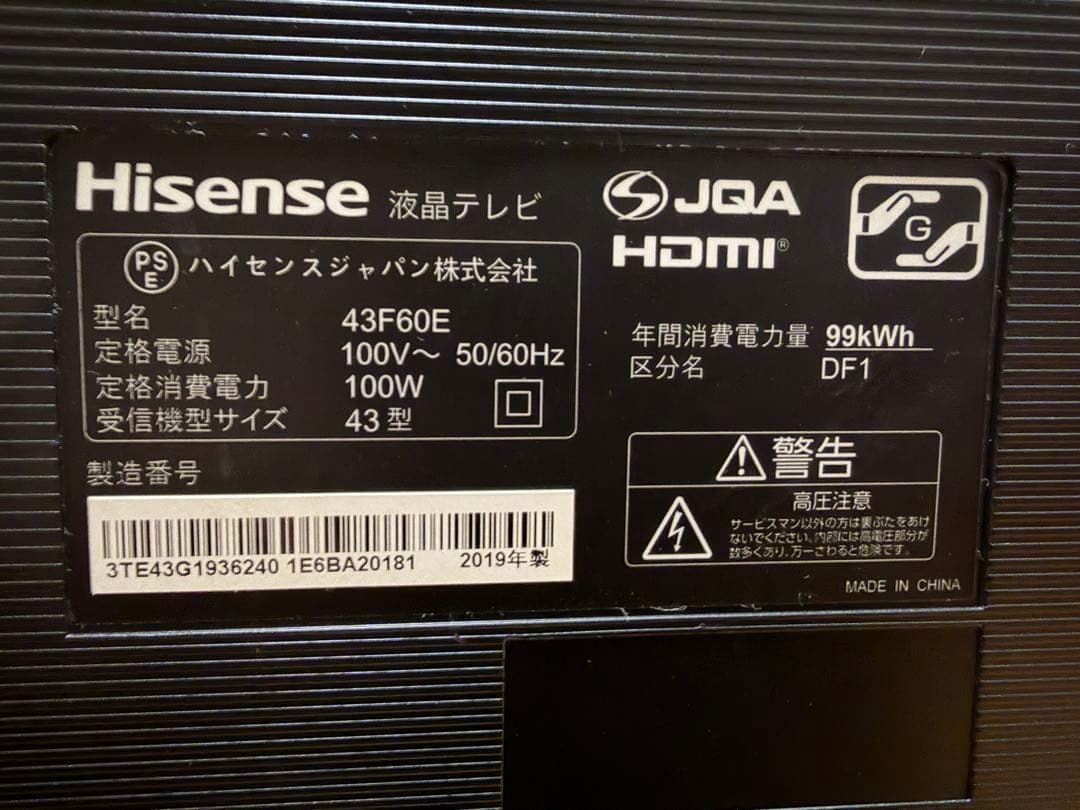 Hisense 液晶テレビ
PSE ハイセンスジャパン株式会社
型名 43F60E
定格電源 100V～ 50/60Hz
定格消費電力 100W
受信機型サイズ 43型
製造番号
3TE43G1936240 1E6BA20181 2019年製
JQA
HDMI®
G
年間消費電力量 99kWh
区分名 DF1
警告
高圧注意
サービスマン以外の方は裏ぶたをあけ
ないでください。内部には高電圧部分が
数多くあり、万一さわると危険です。
MADE IN CHINA